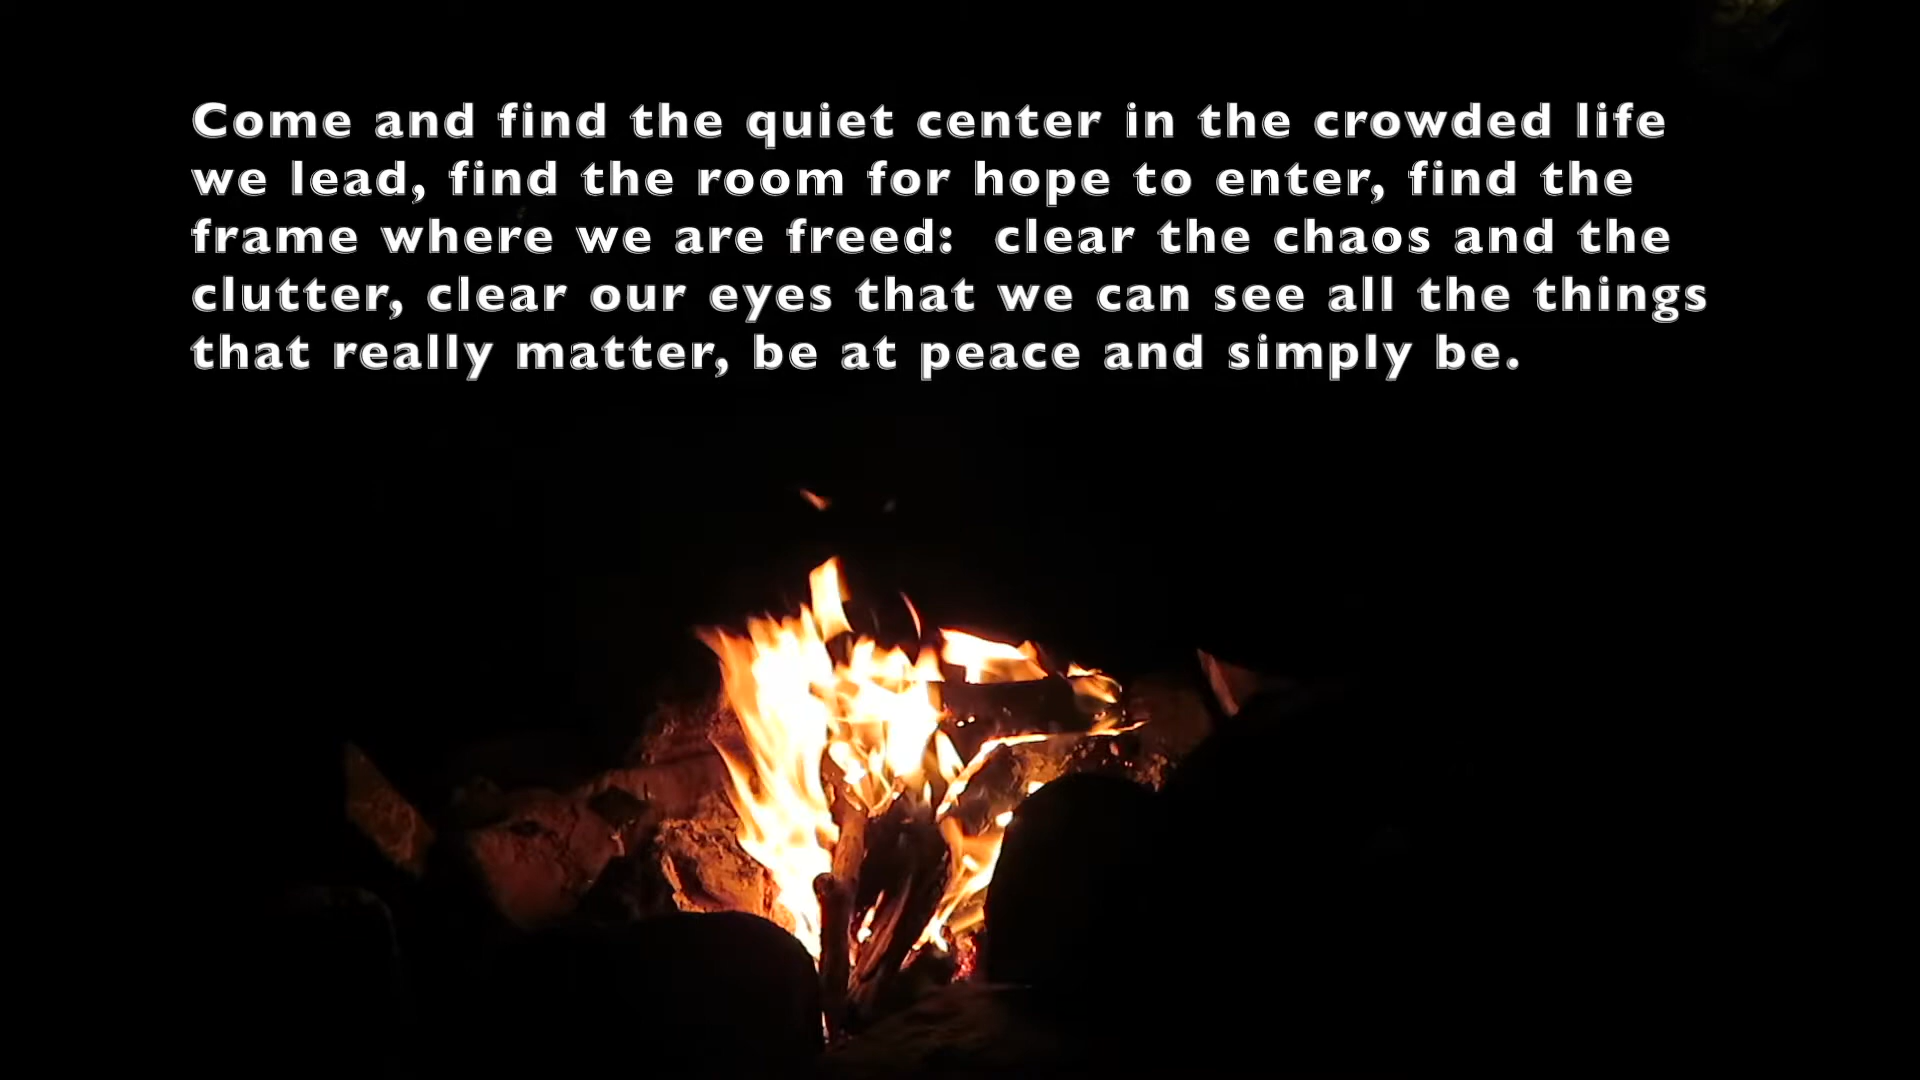 Come and find the quiet center in the crowded life
we lead, find the room for hope to enter, find the
frame where we are freed:  clear the chaos and the
clutter, clear our eyes that we can see all the things
that really matter, be at peace and simply be.